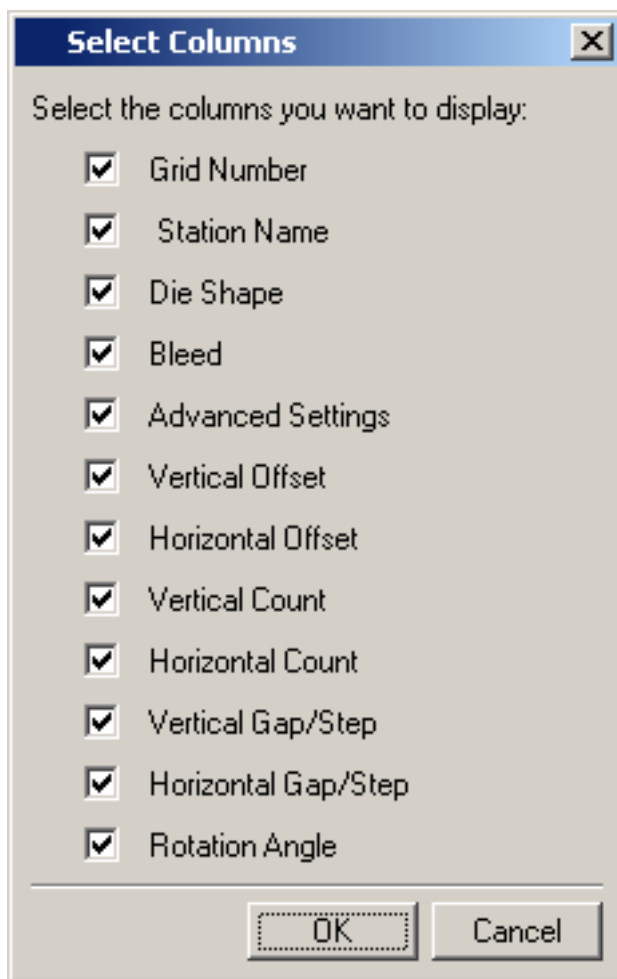 Select Columns
Select the columns you want to display:
Grid Number
Station Name
Die Shape
Bleed
Advanced Settings
Vertical Offset
Horizontal Offset
Vertical Count
Horizontal Count
Vertical Gap/Step
Horizontal Gap/Step
Rotation Angle
OK Cancel